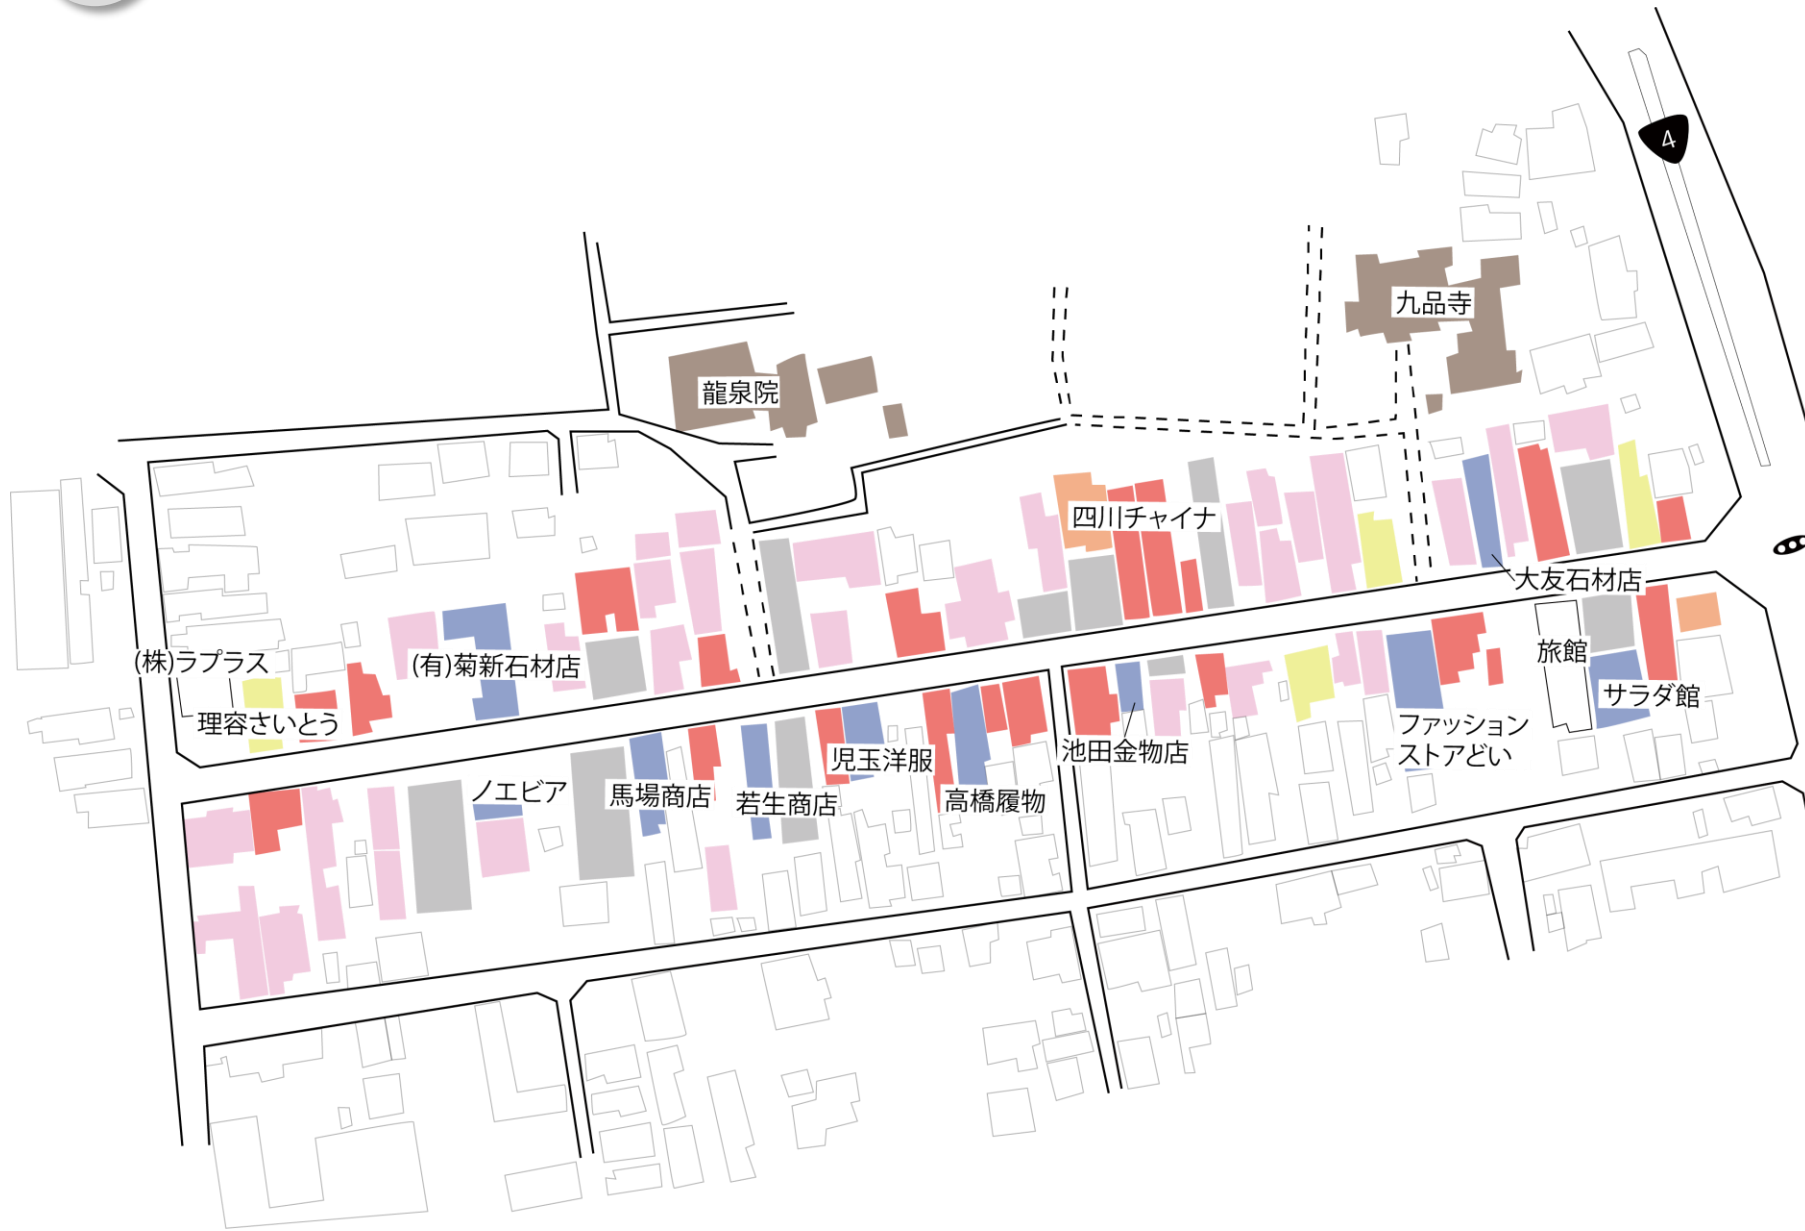 4
九品寺
龍泉院
四川チャイナ
大友石材店
(株)ラプラス
(有)菊新石材店
旅館
サラダ館
理容さいとう
ファッション
ストアどい
児玉洋服
池田金物店
ノエビア
馬場商店
若生商店
高橋履物